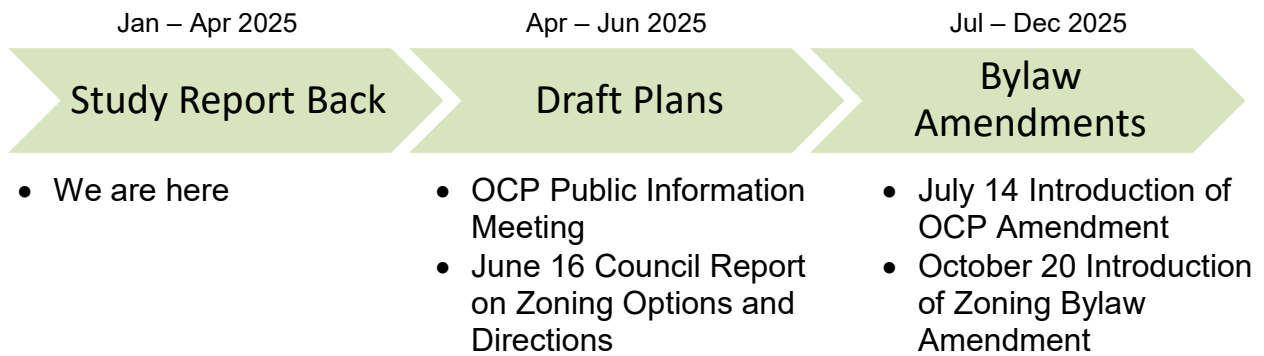 Jan – Apr 2025
Apr – Jun 2025
Jul – Dec 2025
Study Report Back
Draft Plans
Bylaw
Amendments
• We are here
• OCP Public Information
Meeting
• June 16 Council Report
on Zoning Options and
Directions
• July 14 Introduction of
OCP Amendment
• October 20 Introduction
of Zoning Bylaw
Amendment